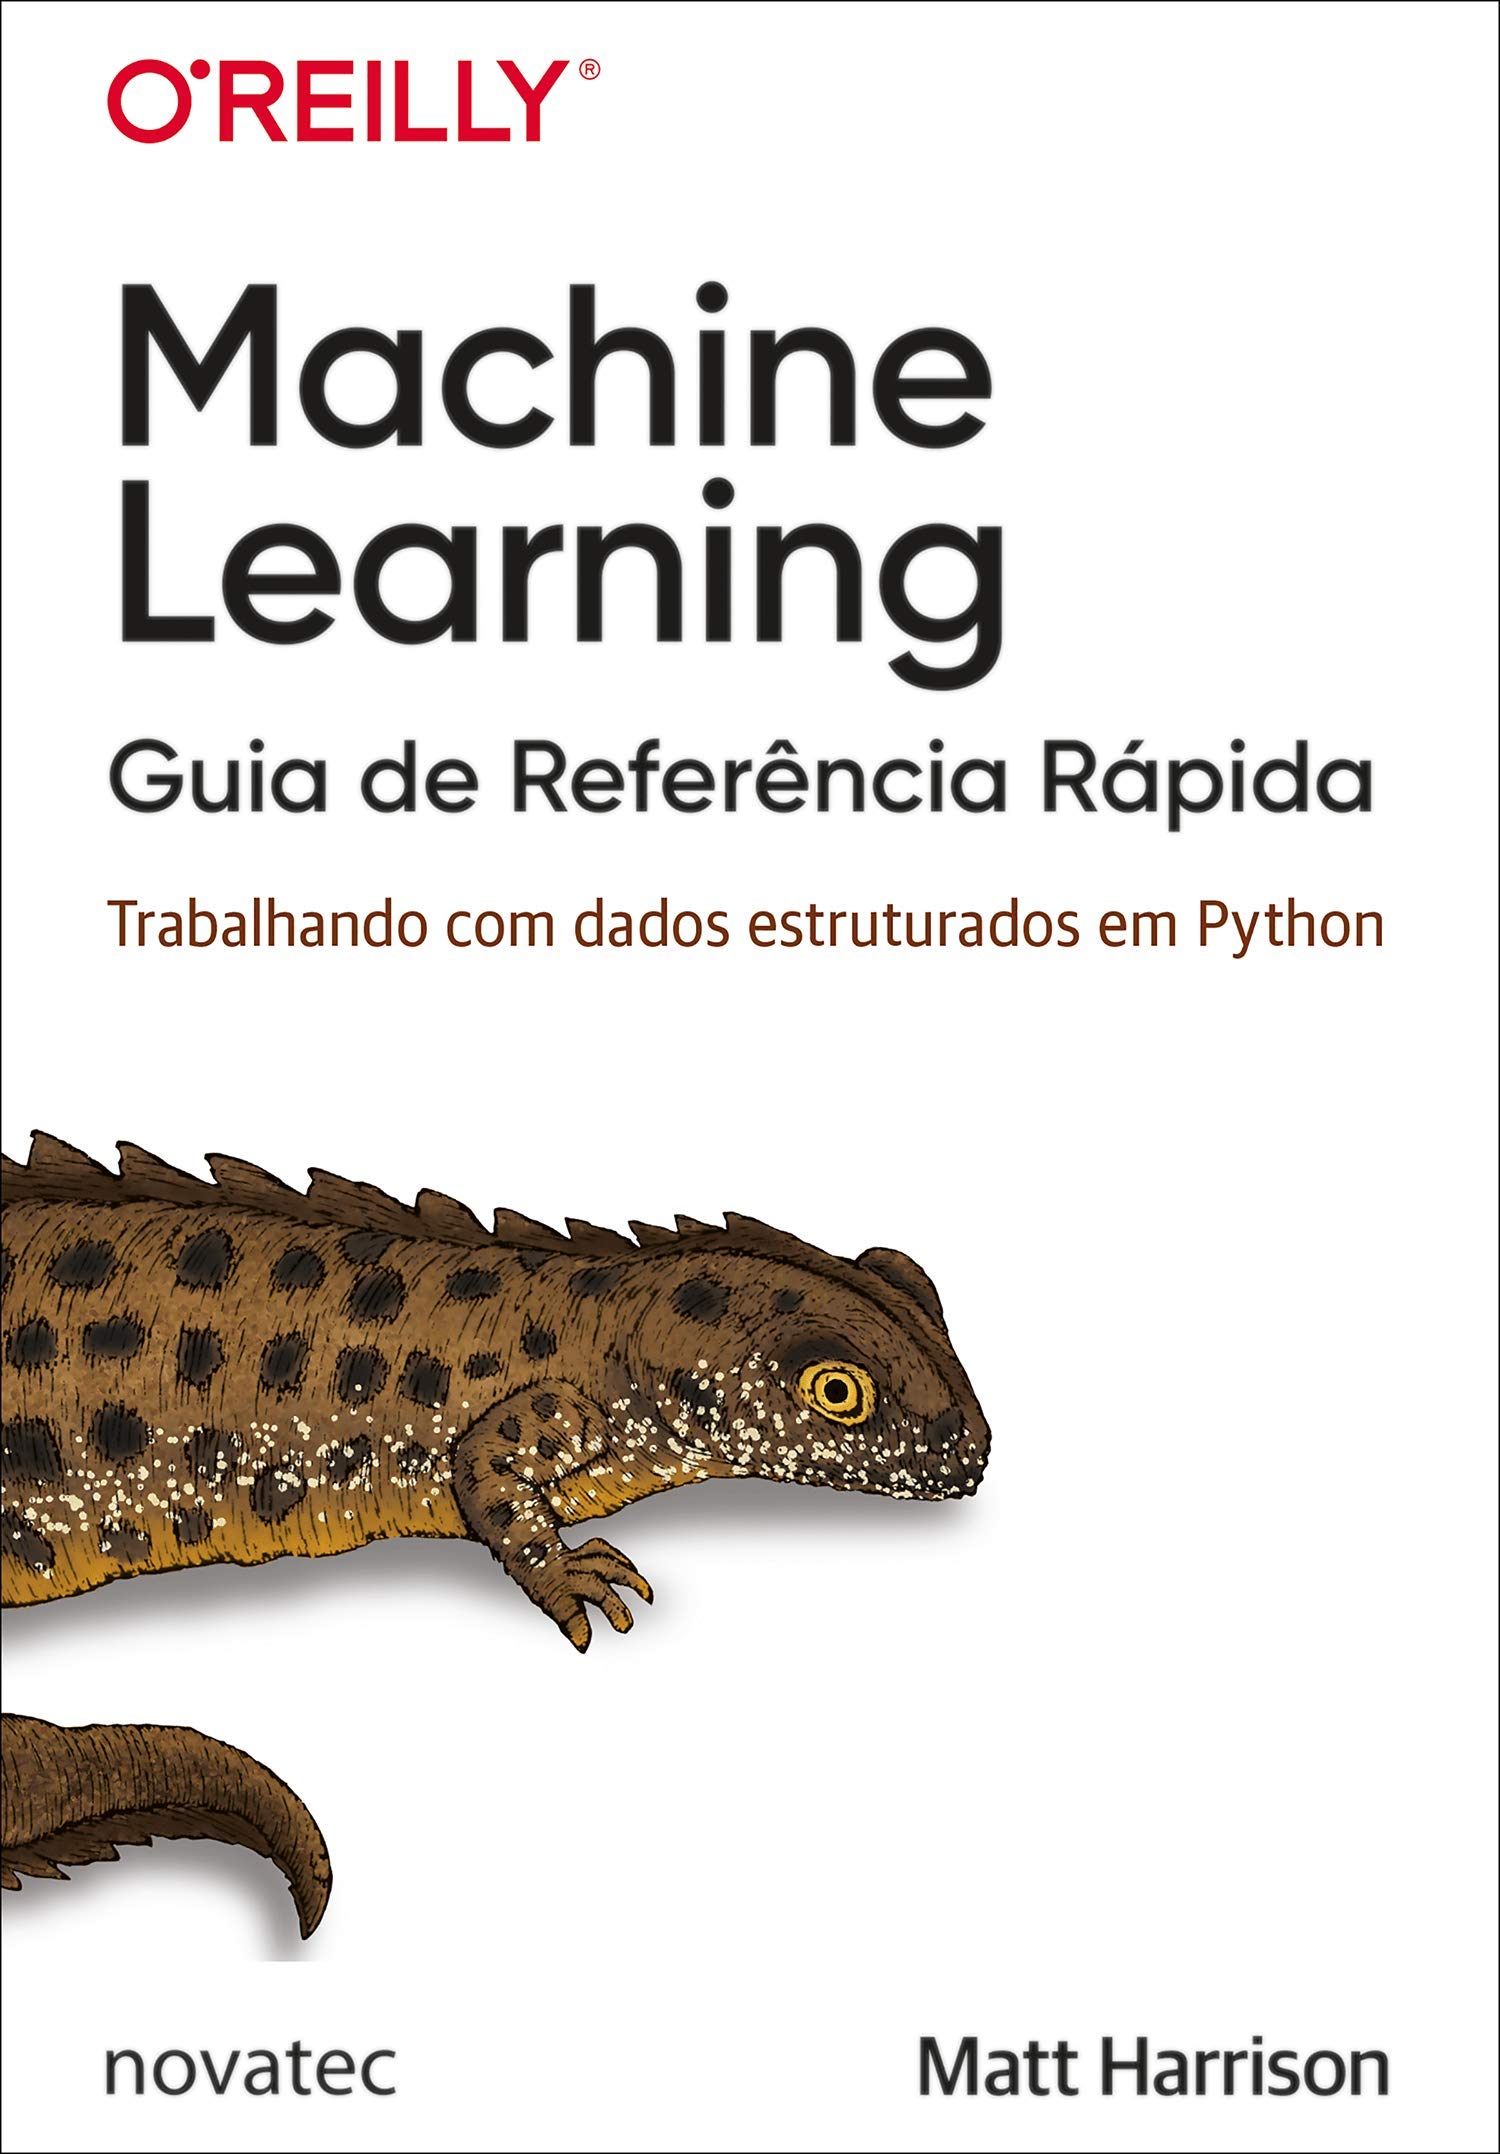 O'REILLY®
Machine
Learning
Guia de Referência Rápida
Trabalhando com dados estruturados em Python
novatec
Matt Harrison